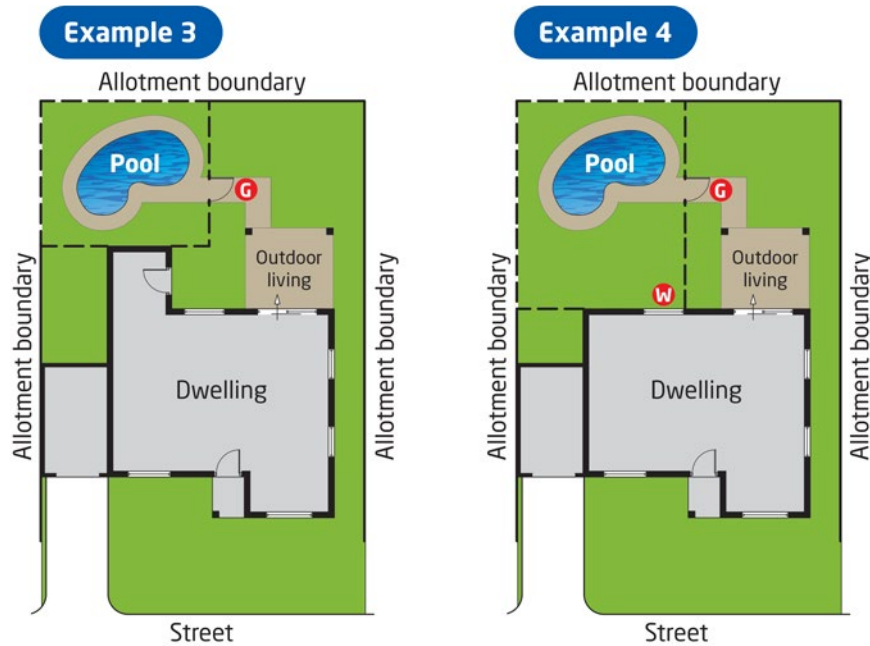 Example 3
Allotment boundary
Pool
G
Outdoor
living
Allotment boundary
Dwelling
Allotment boundary
Street
Example 4
Allotment boundary
Pool
G
Outdoor
living
W
Allotment boundary
Dwelling
Allotment boundary
Street